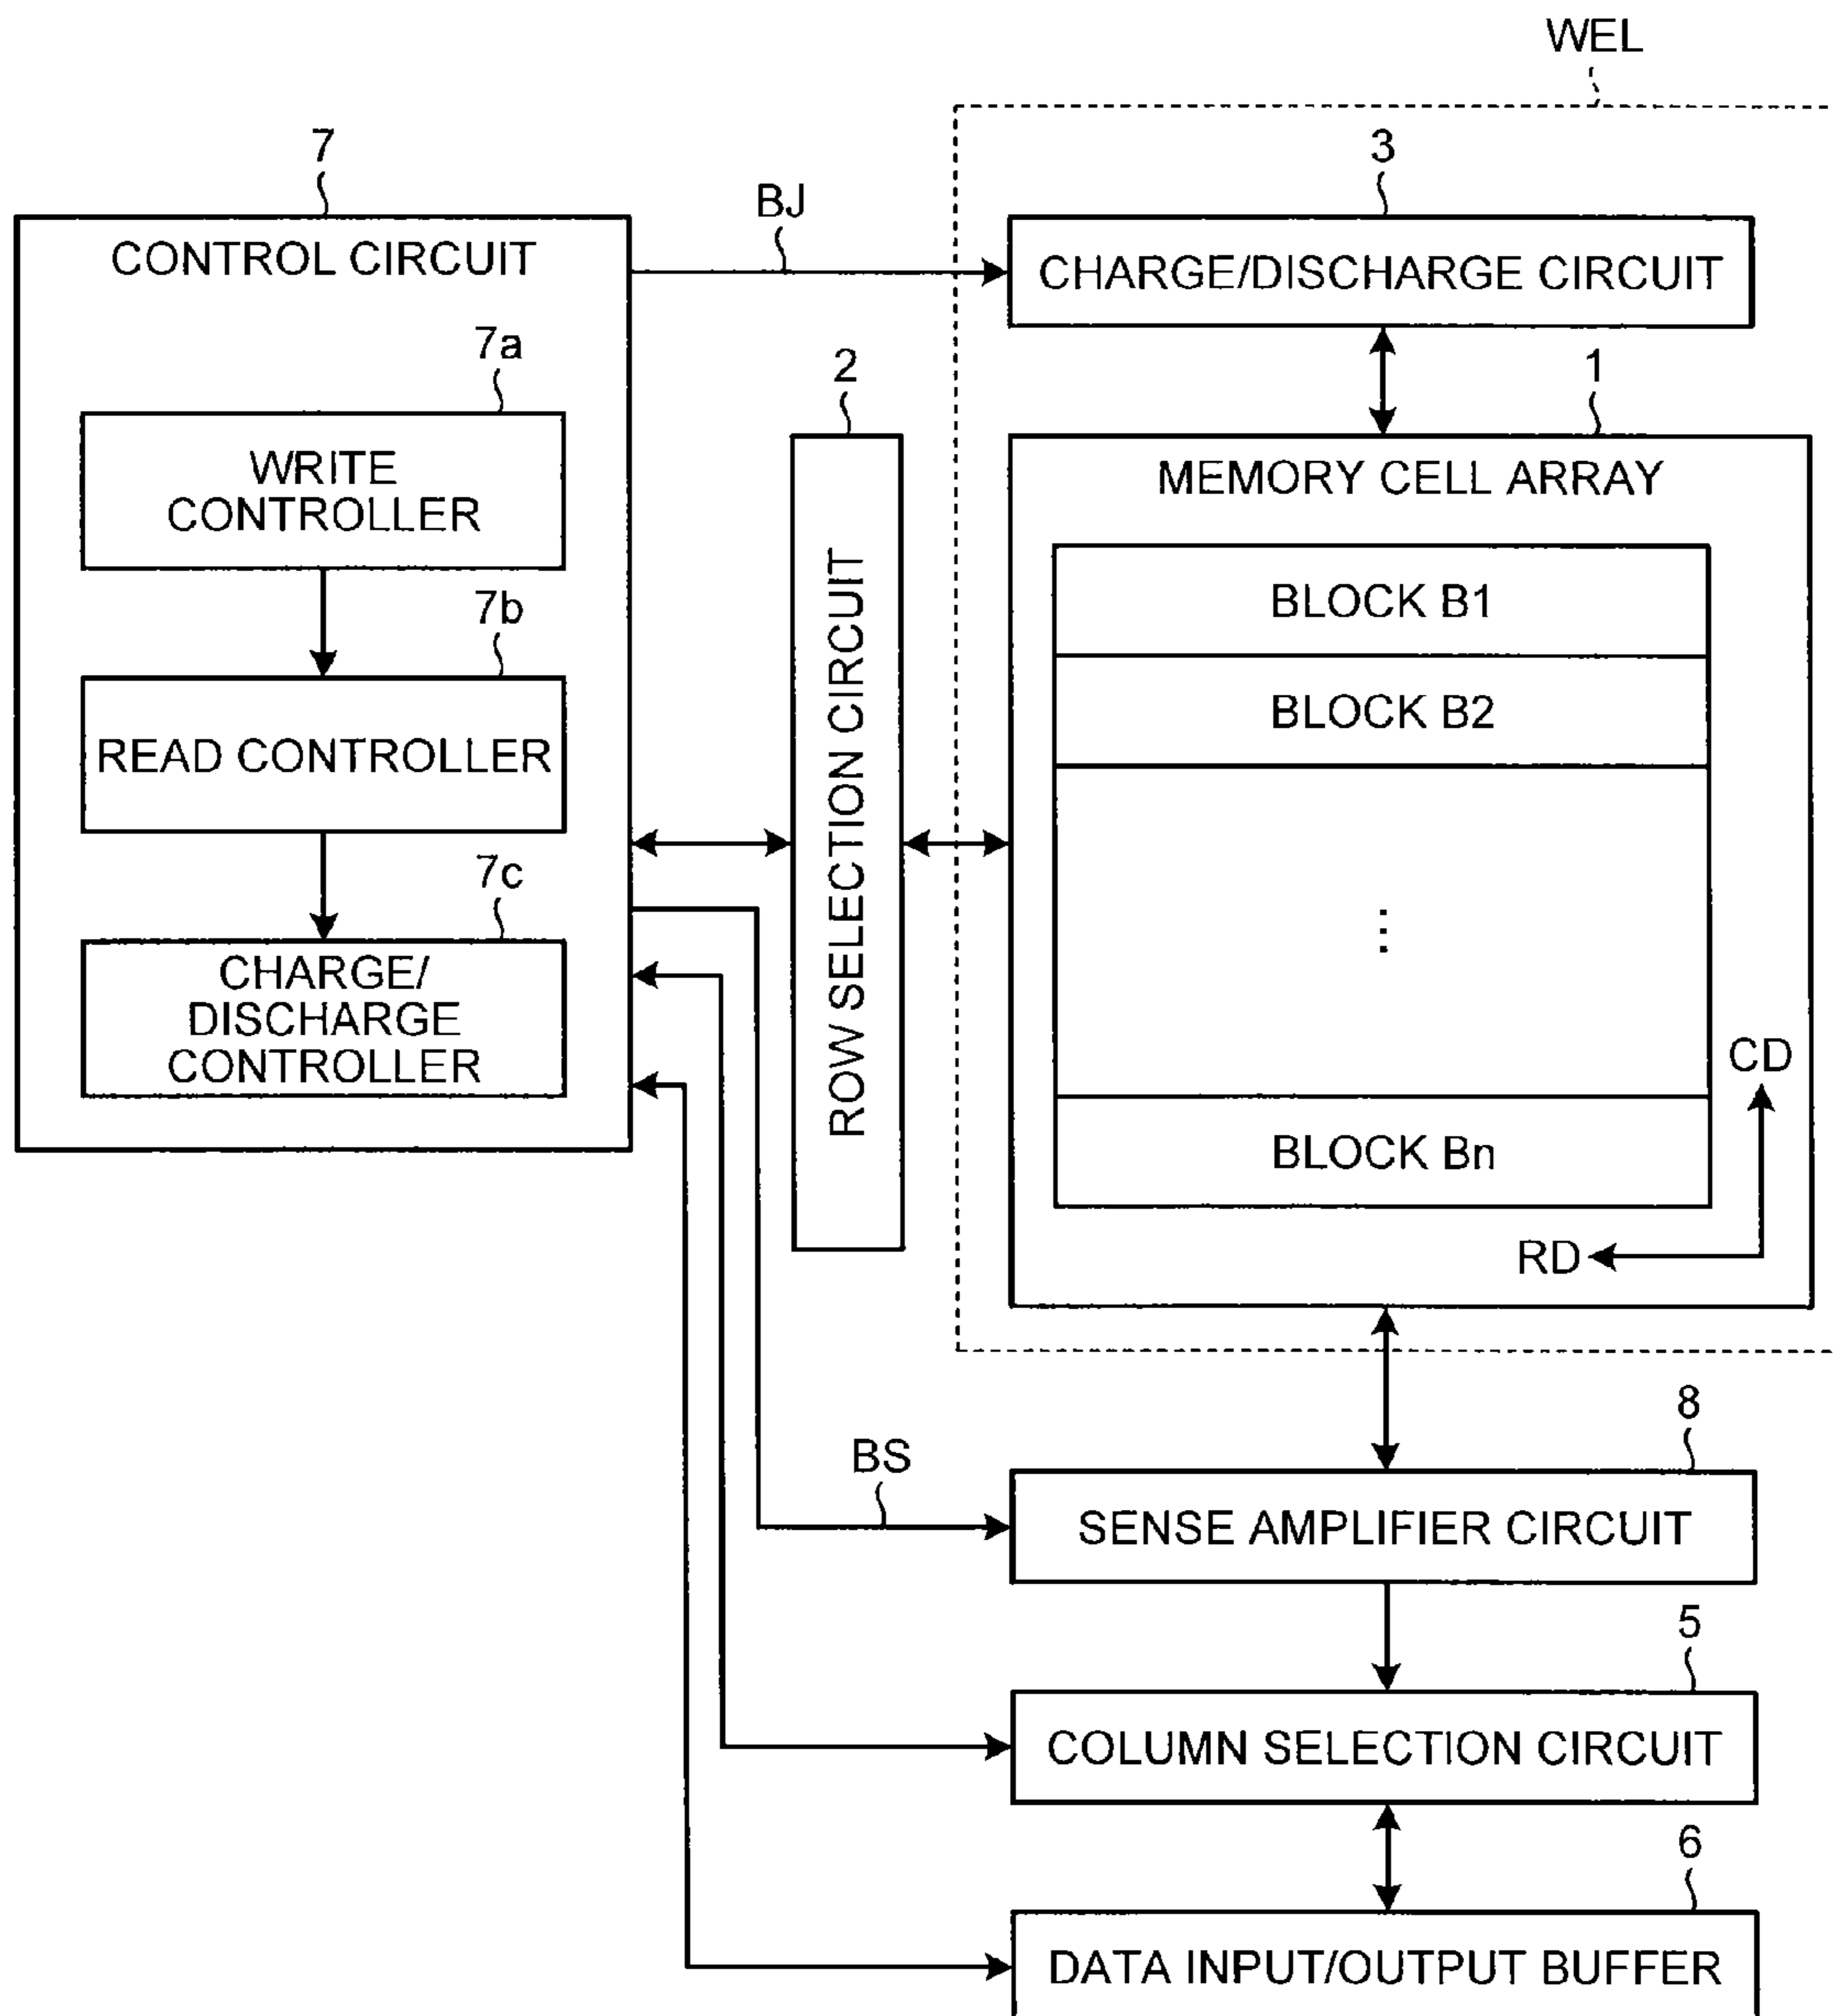 WEL
7
BJ
3
CONTROL CIRCUIT
CHARGE/DISCHARGE CIRCUIT
7a
WRITE
CONTROLLER
7b
READ CONTROLLER
7c
CHARGE/
DISCHARGE
CONTROLLER
2
ROW SELECTION CIRCUIT
1
MEMORY CELL ARRAY
BLOCK B1
BLOCK B2
⋮
BLOCK Bn
CD
RD
BS
8
SENSE AMPLIFIER CIRCUIT
5
COLUMN SELECTION CIRCUIT
6
DATA INPUT/OUTPUT BUFFER